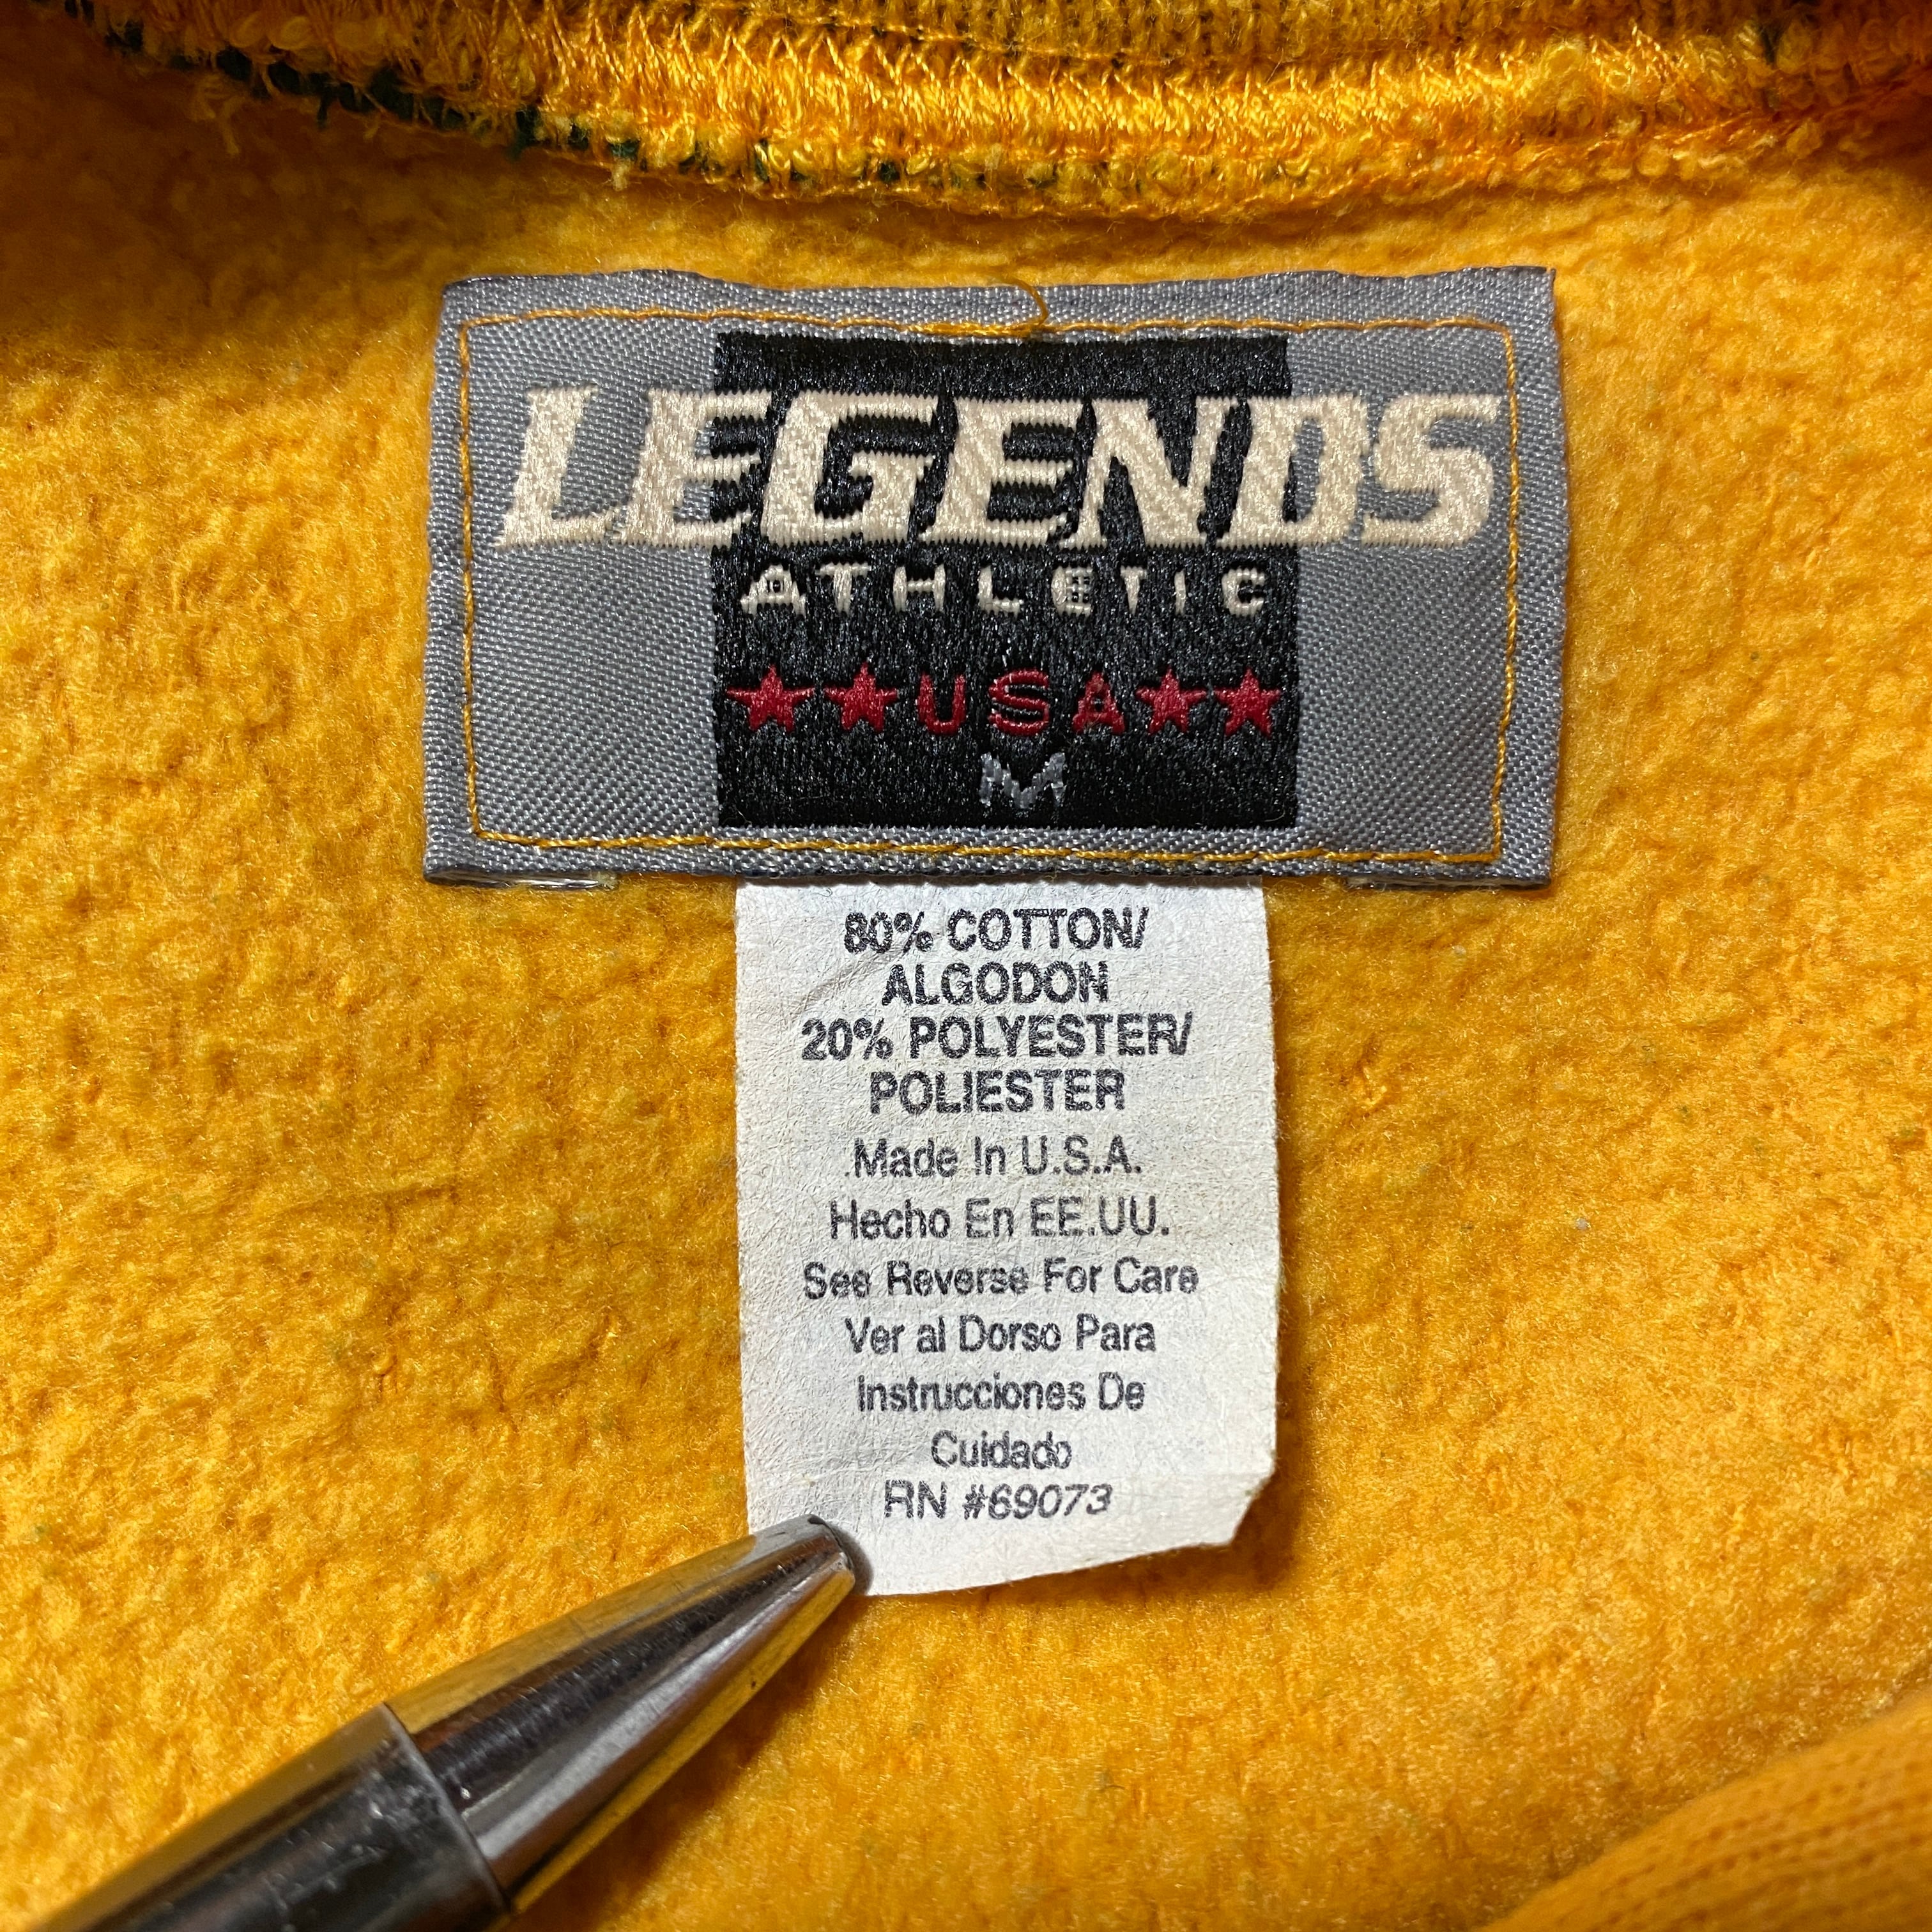 LEGENDS
ATHLETIC
★★USA★★
M
80% COTTON/
ALGODON
20% POLYESTER/
POLIESTER
Made In U.S.A.
Hecho En EE.UU.
See Reverse For Care
Ver al Dorso Para
Instrucciones De
Cuidado
RN #69073